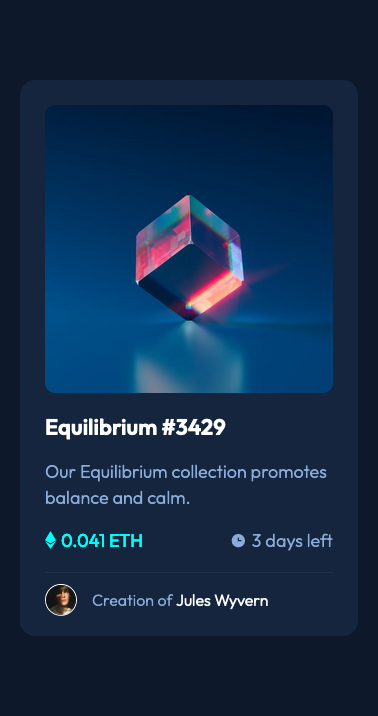 Equilibrium #3429
Our Equilibrium collection promotes
balance and calm.
0.041 ETH
3 days left
Creation of Jules Wyvern